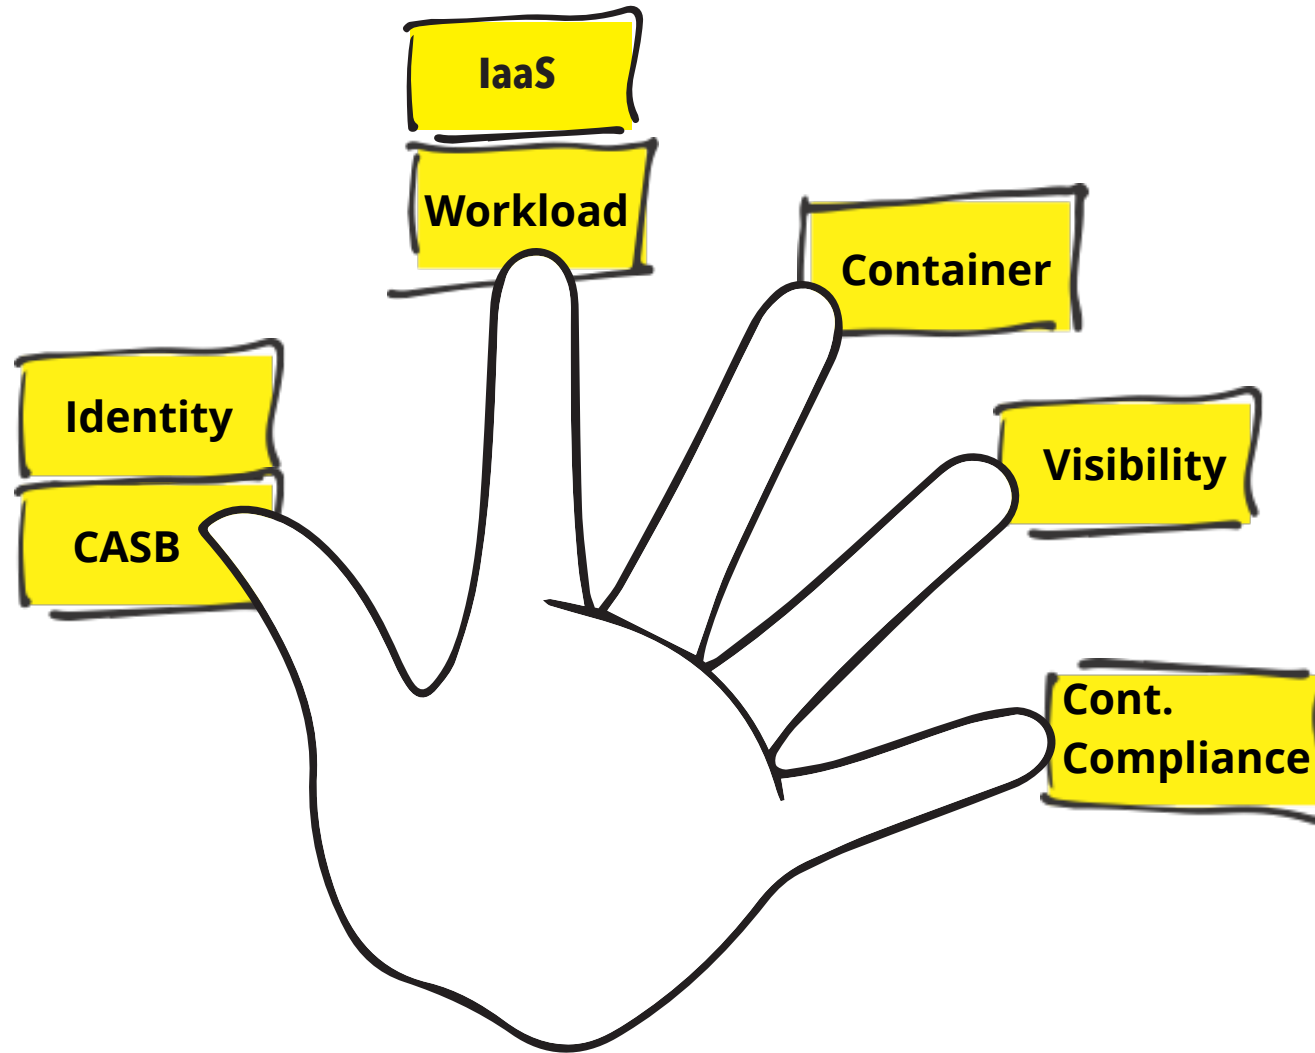 IaaS
Workload
Container
Identity
CASB
Visibility
Cont.
Compliance